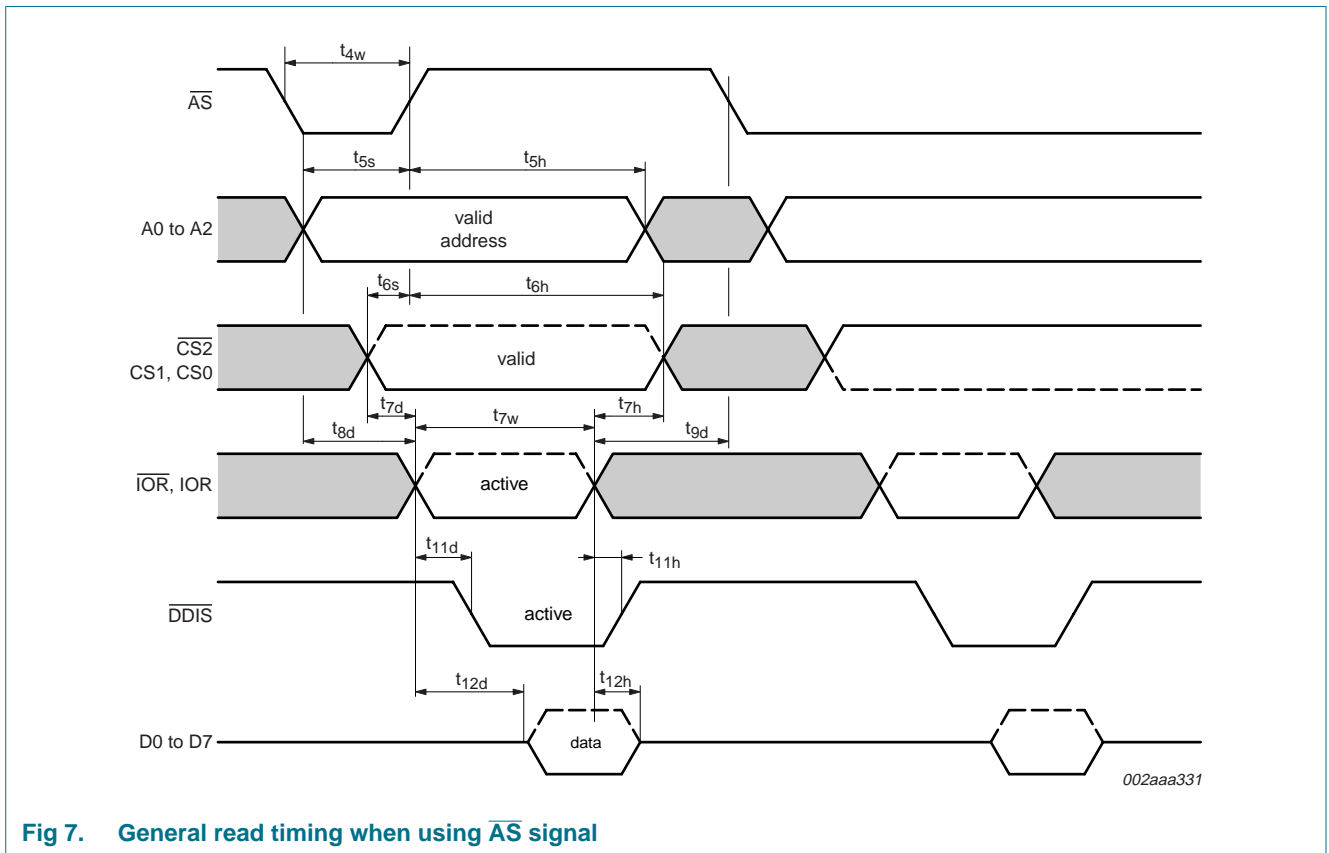 t4w
AS
t5s
t5h
A0 to A2
valid
address
t6s
t6h
CS2
CS1, CS0
valid
t7d
t7w
t7h
t8d
t9d
IOR, IOR
active
t11d
t11h
DDIS
active
t12d
t12h
D0 to D7
data
002aaa331
Fig 7. General read timing when using AS signal